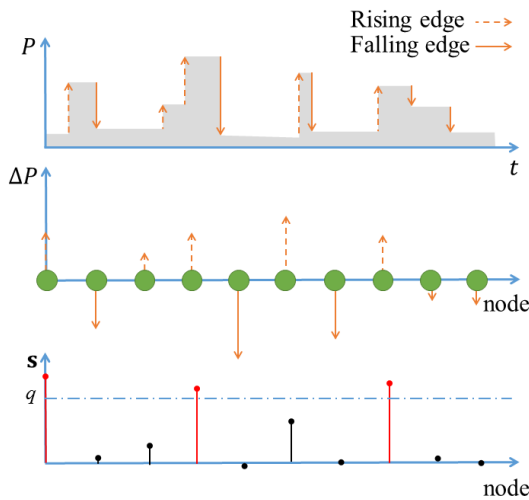 Rising edge
P
Falling edge
t
ΔP
node
s
q
node